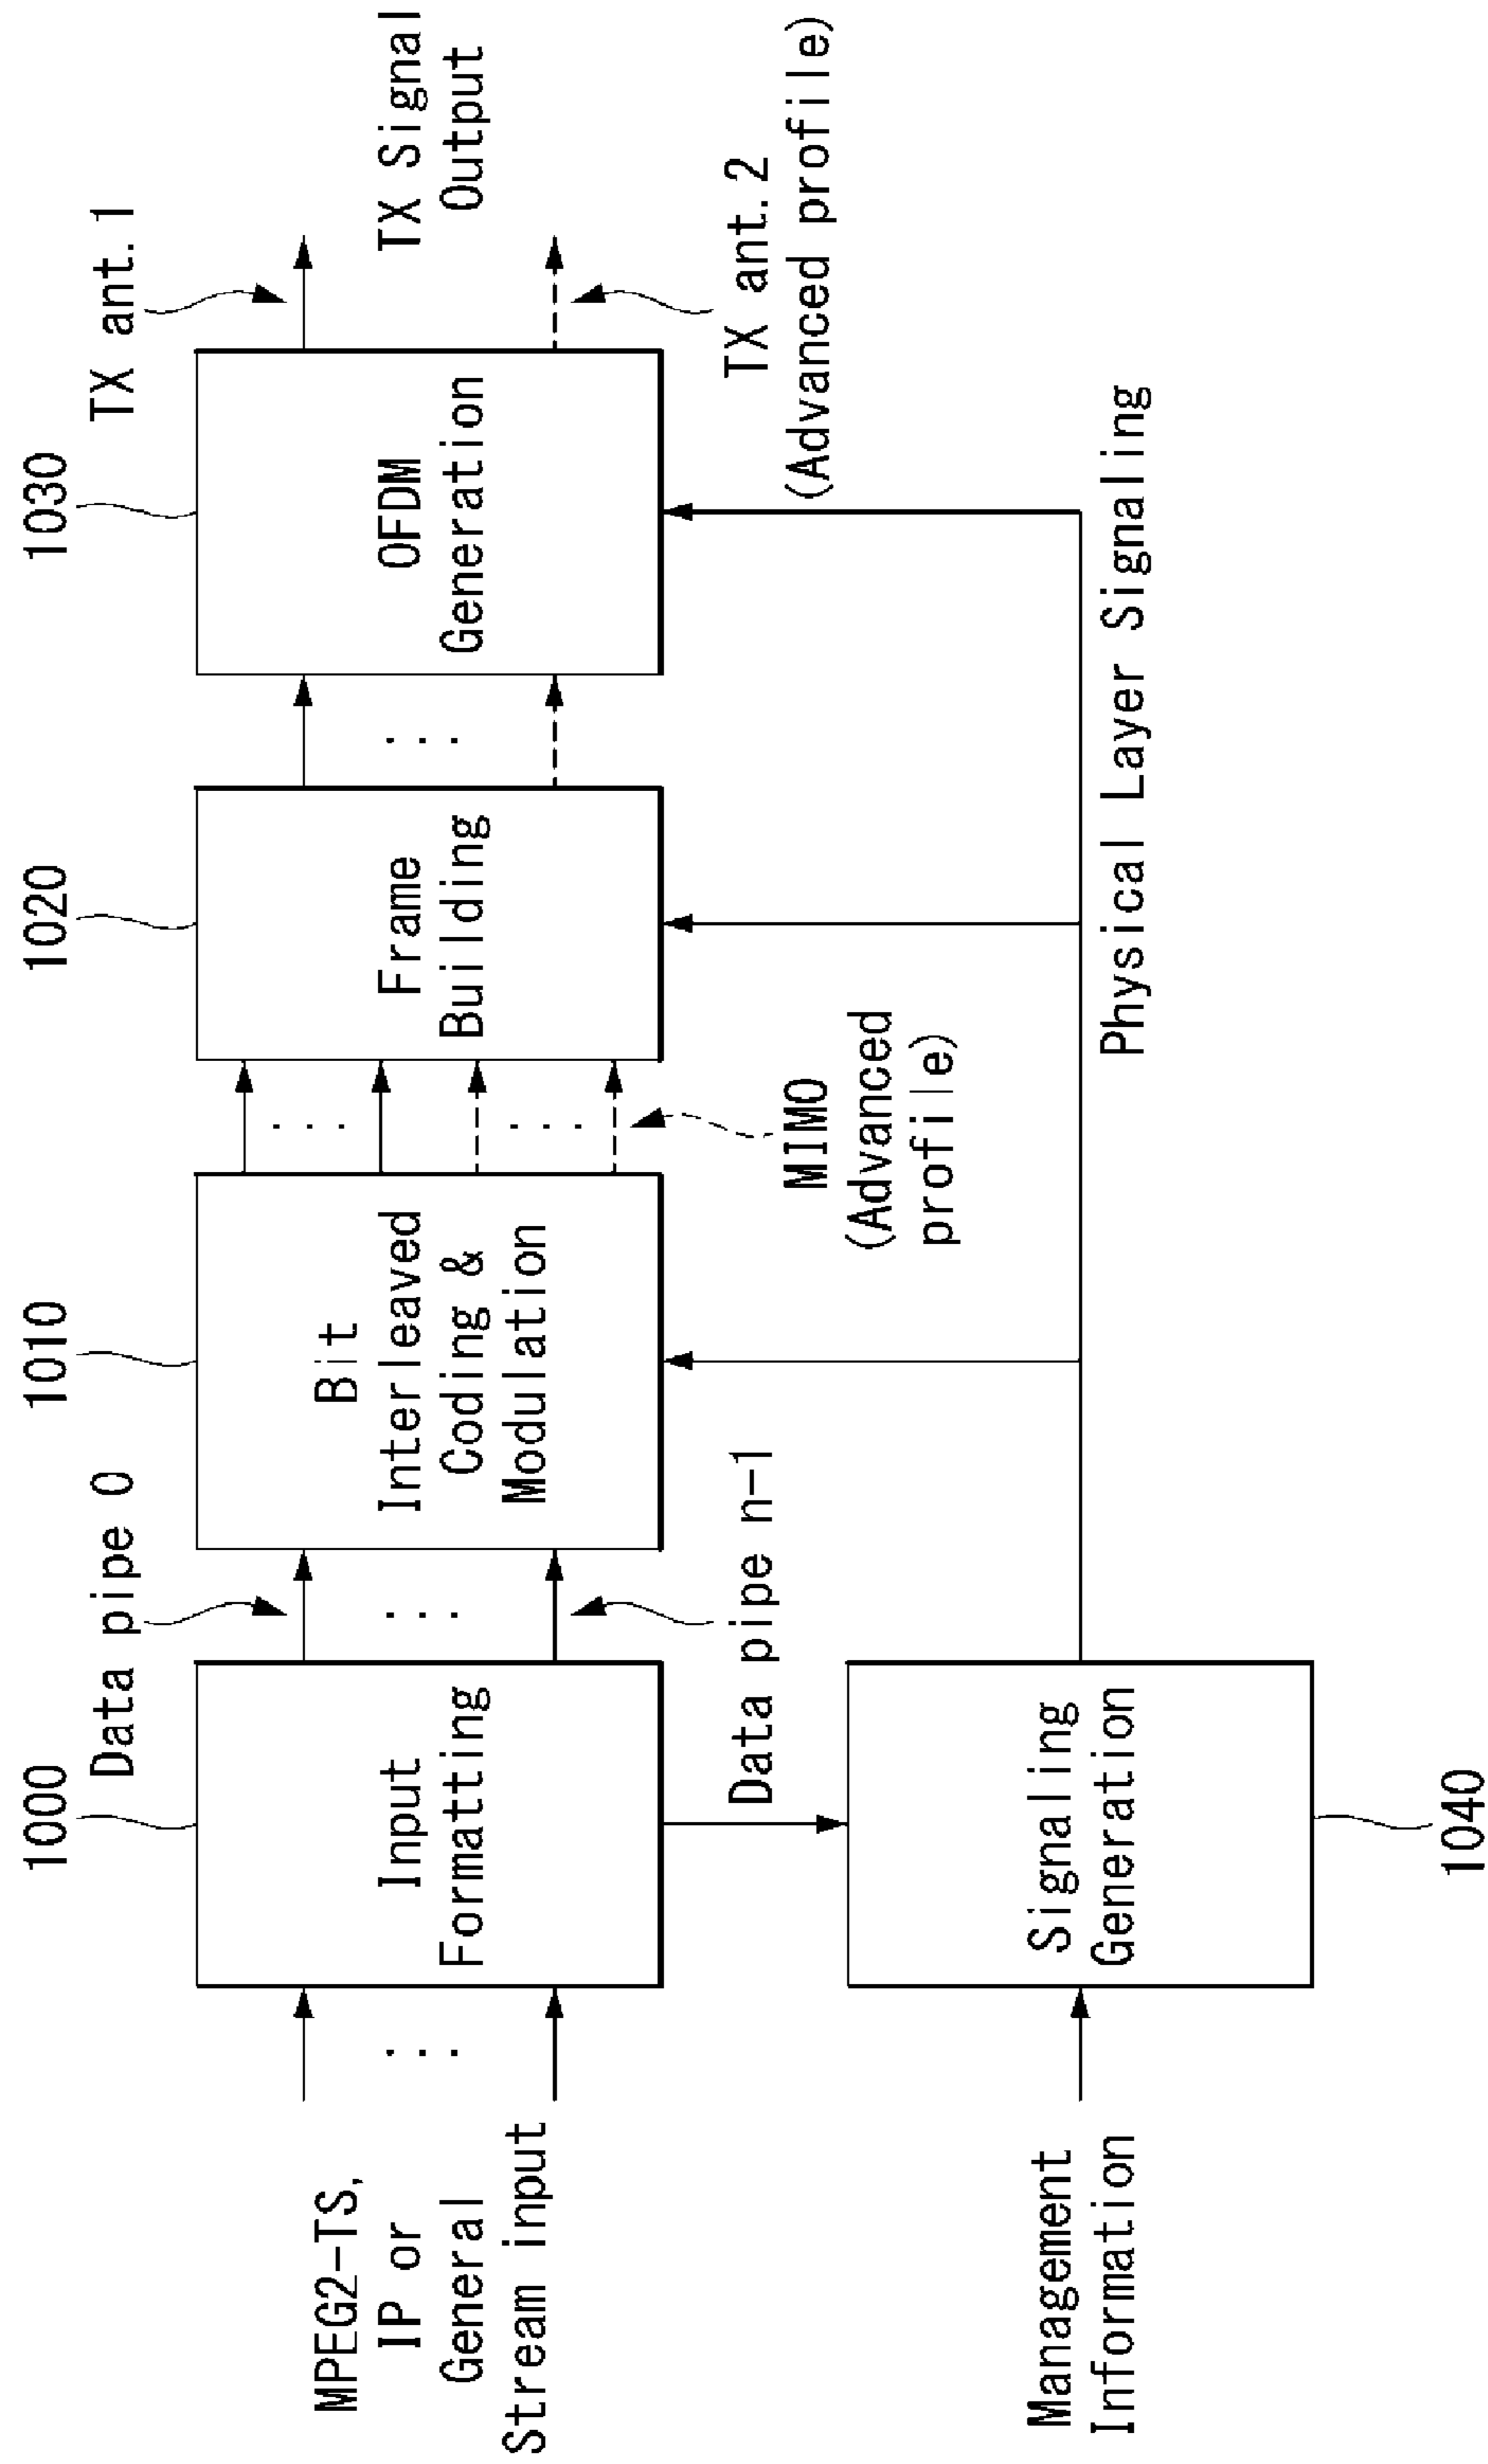 1000
1010
1020
1030
Data pipe 0
TX ant.1
MPEG2-TS,
IP or
General
Stream input
Input
Formatting
Bit
Interleaved
Coding &
Modulation
Frame
Building
OFDM
Generation
TX Signal
Output
Data pipe n-1
MIMO
(Advanced
profile)
TX ant.2
(Advanced profile)
Management
Information
Signaling
Generation
Physical Layer Signaling
1040